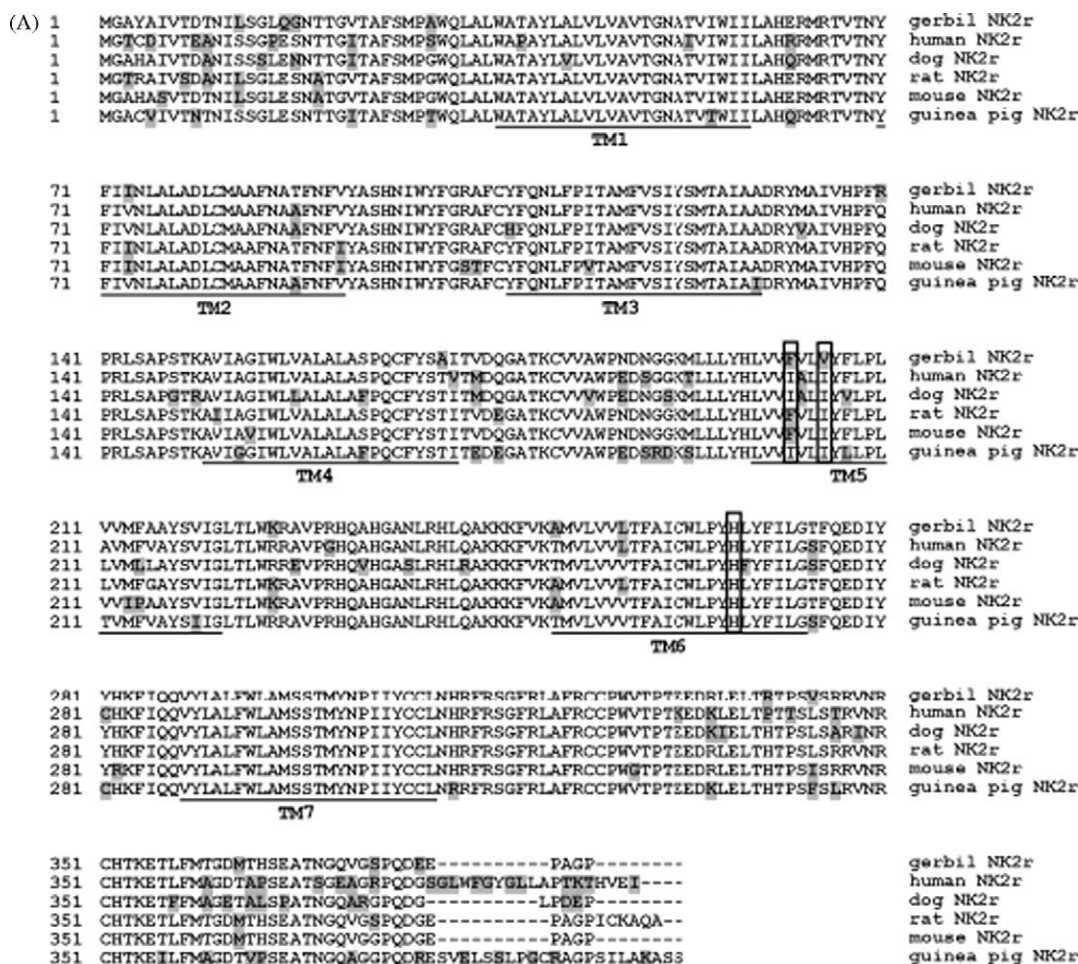 (A)
1 MGAYAIVTDTNILSGLQGNTTGVTAFSMPAWQLALWATAYLALVLVAVTGNATVIWIILAHERMRTVTNY gerbil NK2r
1 MGTCDIVTEANISSGPESNTTGITAFSMPSWQLALWAPAYLALVLVAVTGNAIVIWIILAHRRMRTVTNY human NK2r
1 MGAHAIVTDANISSSLENNTTGITAFSMPGWQLALWATAYLVLVLVAVTGNATVIWIILAHQRMRTVTNY dog NK2r
1 MGTRAIVSDANILSGLESNATGVTAFSMPGWQLALWATAYLALVLVAVTGNATVIWIILAHERMRTVTNY rat NK2r
1 MGAHASVTDTNILSGLESNATGVTAFSMPGWQLALWATAYLALVLVAVTGNATVIWIILAHERMRTVTNY mouse NK2r
1 MGACVIVTNTNISSGLESNTTGITAFSMPTWQLALWATAYLALVLVAVTGNATVTWIILAHQRMRTVTNY guinea pig NK2r
TM1
71 FIINLALADLCMAAFNATFNFVYASHNIWYFGRAFCYFQNLFPITAMFVSIYSMTAIAADRYMAIVHPFR gerbil NK2r
71 FIVNLALADLCMAAFNAAFNFVYASHNIWYFGRAFCYFQNLFPITAMFVSIYSMTAIAADRYMAIVHPFQ human NK2r
71 FIVNLALADLCMAAFNAAFNFVYASHNIWYFGRAFCHFQNLFPITAMFVSIYSMTAIAADRYVAIVHPFQ dog NK2r
71 FIINLALADLCMAAFNATFNFIYASHNIWYFGRAFCYFQNLFPITAMFVSIYSMTAIAADRYMAIVHPFQ rat NK2r
71 FIINLALADLCMAAFNATFNFIYASHNIWYFGSTFCYFQNLFPVTAMFVSIYSMTAIAADRYMAIVHPFQ mouse NK2r
71 FIVNLALADLCMAAFNAAFNFVYASHNIWYFGRAFCYFQNLFPITAMFVSIYSMTAIAIDRYMAIVHPFQ guinea pig NK2r
TM2 TM3
141 PRLSAPSTKAVIAGIWLVALALASPQCFYSAITVDQGATKCVVAWPNDNGGKMLLLYHLVVFVLVYFLPL gerbil NK2r
141 PRLSAPSTKAVIAGIWLVALALASPQCFYSTVTMDQGATKCVVAWPEDSGGKTLLLYHLVVIALIYFLPL human NK2r
141 PRLSAPGTRAVIAGIWLLALALAFPQCFYSTITMDQGATKCVVAWPEDNGSKMLLLYHLVVIALIYVLPL dog NK2r
141 PRLSAPSTKAIIAGIWLVALALASPQCFYSTITVDEGATKCVVAWPNDNGGKMLLLYHLVVFVLIYFLPL rat NK2r
141 PRLSAPSTKAVIAVIWLVALALASPQCFYSTITVDQGATKCVVAWPNDNGGKMLLLYHLVVFVLIYFLPL mouse NK2r
141 PRLSAPSTKAVIGGIWLVALALAFPQCFYSTITEDEGATKCVVAWPEDSRDKSLLLYHLVVIVLIYLLPL guinea pig NK2r
TM4 TM5
211 VVMFAAYSVIGLTLWKRAVPRHQAHGANLRHLQAKKKFVKAMVLVVLTFAICWLPYHLYFILGTFQEDIY gerbil NK2r
211 AVMFVAYSVIGLTLWRRAVPGHQAHGANLRHLQAKKKFVKTMVLVVLTFAICWLPYHLYFILGSFQEDIY human NK2r
211 LVMLLAYSVIGLTLWRREVPRHQVHGASLRHLRAKKKFVKTMVLVVVTFAICWLPYHFYFILGSFQEDIY dog NK2r
211 LVMFGAYSVIGLTLWKRAVPRHQAHGANLRHLQAKKKFVKAMVLVVLTFAICWLPYHLYFILGTFQEDIY rat NK2r
211 VVIPAAYSVIGLTLWKRAVPRHQAHGANLRHLQAKKKFVKAMVLVVVTFAICWLPYHLYFILGTFQEDIY mouse NK2r
211 TVMFVAYSIIGLTLWRRAVPRHQAHGANLRHLQAKKKFVKTMVLVVVTFAICWLPYHLYFILGSFQEDIY guinea pig NK2r
TM6
281 YHKFIQQVYLALFWLAMSSTMYNPIIYCCLNHRFRSGFRLAFRCCPWVTPTEEDRLELTRTPSVSRRVNR gerbil NK2r
281 CHKFIQQVYLALFWLAMSSTMYNPIIYCCLNHRFRSGFRLAFRCCPWVTPTKEDKLELTPTTSLSTRVNR human NK2r
281 YHKFIQQVYLALFWLAMSSTMYNPIIYCCLNHRFRSGFRLAFRCCPWVTPTEEDKIELTHTPSLSARINR dog NK2r
281 YHKFIQQVYLALFWLAMSSTMYNPIIYCCLNHRFRSGFRLAFRCCPWVTPTEEDRLELTHTPSLSRRVNR rat NK2r
281 YRKFIQQVYLALFWLAMSSTMYNPIIYCCLNHRFRSGFRLAFRCCPWGTPTEEDRLELTHTPSISRRVNR mouse NK2r
281 CHKFIQQVYLALFWLAMSSTMYNPIIYCCLNRRFRSGFRLAFRCCPWVTPTEEDKLELTHTPSFSLRVNR guinea pig NK2r
TM7
351 CHTKETLFMTGDMTHSEATNGQVGSPQDEE----------PAGP-------- gerbil NK2r
351 CHTKETLFMAGDTAPSEATSGEAGRPQDGSGLWFGYGLLAPTKTHVEI---- human NK2r
351 CHTKETFFMAGETALSPATNGQARGPQDG----------LPDEP-------- dog NK2r
351 CHTKETLFMTGDMTHSEATNGQVGSPQDGE----------PAGPICKAQA-- rat NK2r
351 CHTKETLFMTGDMTHSEATNGQVGGPQDGE----------PAGP-------- mouse NK2r
351 CHTKEILFMAGDTVPSEATNGQAGGPQDRESVELSSLPGCRAGPSILAKASS guinea pig NK2r